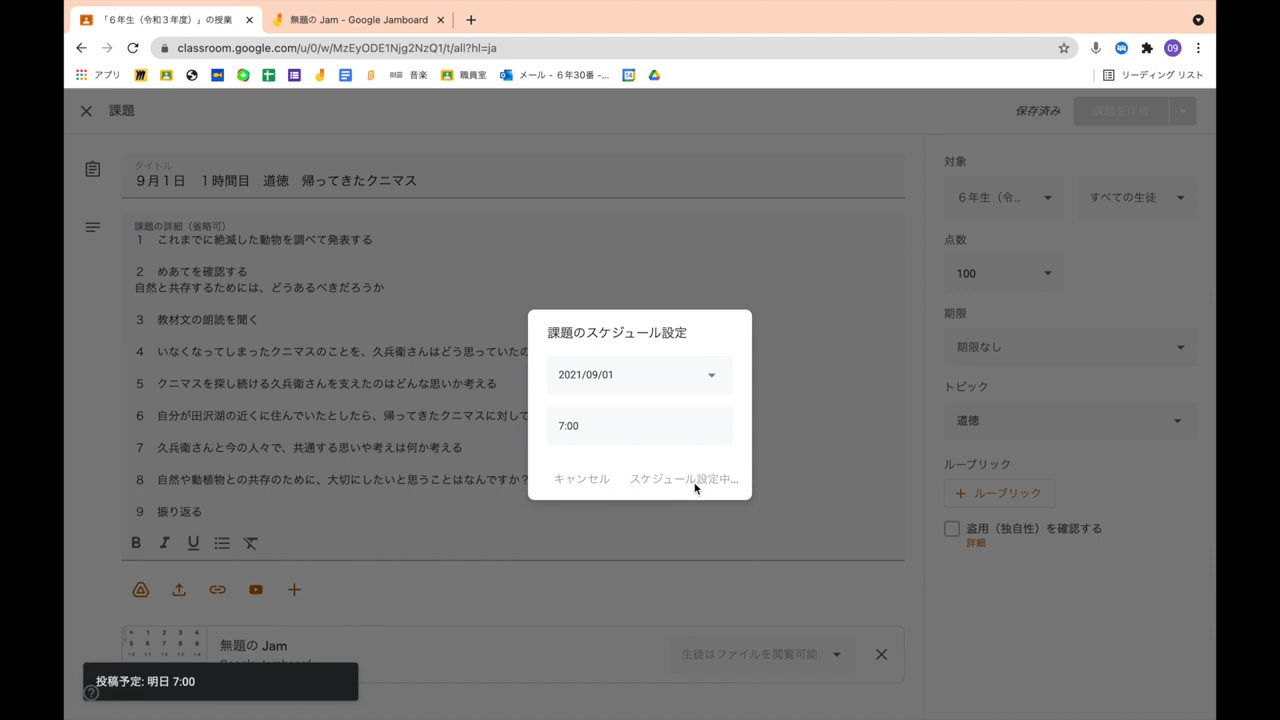 「６年生（令和３年度）」の授業
無題の Jam - Google Jamboard
classroom.google.com/u/0/w/MzEyODE1Njg2NzQ1/t/all?hl=ja
09
アプリ
音楽
職員室
メール - ６年30番 -...
リーディング リスト
課題
保存済み
課題を作成
タイトル
９月１日　１時間目　道徳　帰ってきたクニマス
課題の詳細（省略可）
１　これまでに絶滅した動物を調べて発表する
２　めあてを確認する
自然と共存するためには、どうあるべきだろうか
３　教材文の朗読を聞く
４　いなくなってしまったクニマスのことを、久兵衛さんはどう思っていたの
５　クニマスを探し続ける久兵衛さんを支えたのはどんな思いか考える
６　自分が田沢湖の近くに住んでいたとしたら、帰ってきたクニマスに対して
７　久兵衛さんと今の人々で、共通する思いや考えは何か考える
８　自然や動植物との共存のために、大切にしたいと思うことはなんですか？
９　振り返る
B I U
無題の Jam
生徒はファイルを閲覧可能
投稿予定: 明日 7:00
課題のスケジュール設定
2021/09/01
7:00
キャンセル
スケジュール設定中...
対象
６年生（令...
すべての生徒
点数
100
期限
期限なし
トピック
道徳
ルーブリック
＋ ルーブリック
盗用（独自性）を確認する
詳細